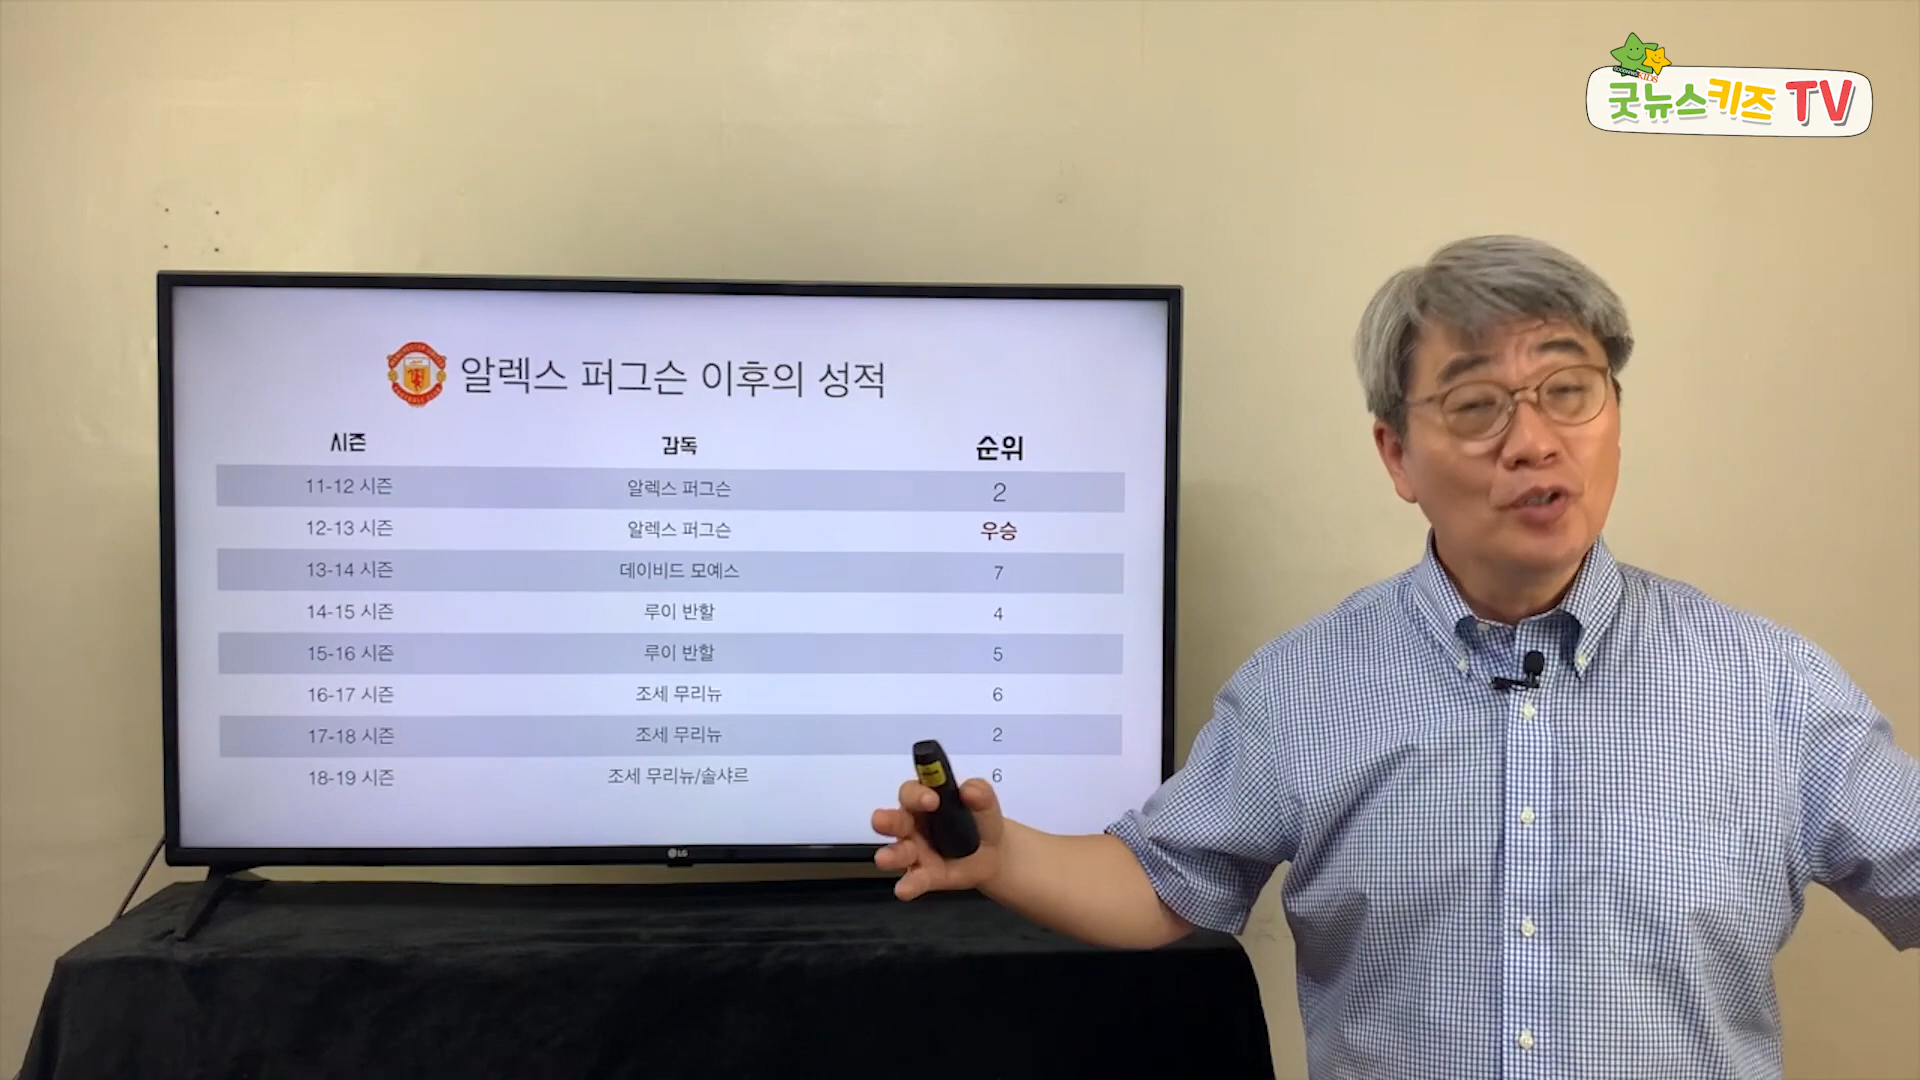 KIDS
굿뉴스키즈 TV
알렉스 퍼그슨 이후의 성적
시즌 감독 순위
11-12 시즌 알렉스 퍼그슨 2
12-13 시즌 알렉스 퍼그슨 우승
13-14 시즌 데이비드 모예스 7
14-15 시즌 루이 반할 4
15-16 시즌 루이 반할 5
16-17 시즌 조세 무리뉴 6
17-18 시즌 조세 무리뉴 2
18-19 시즌 조세 무리뉴/솔샤르 6
LG